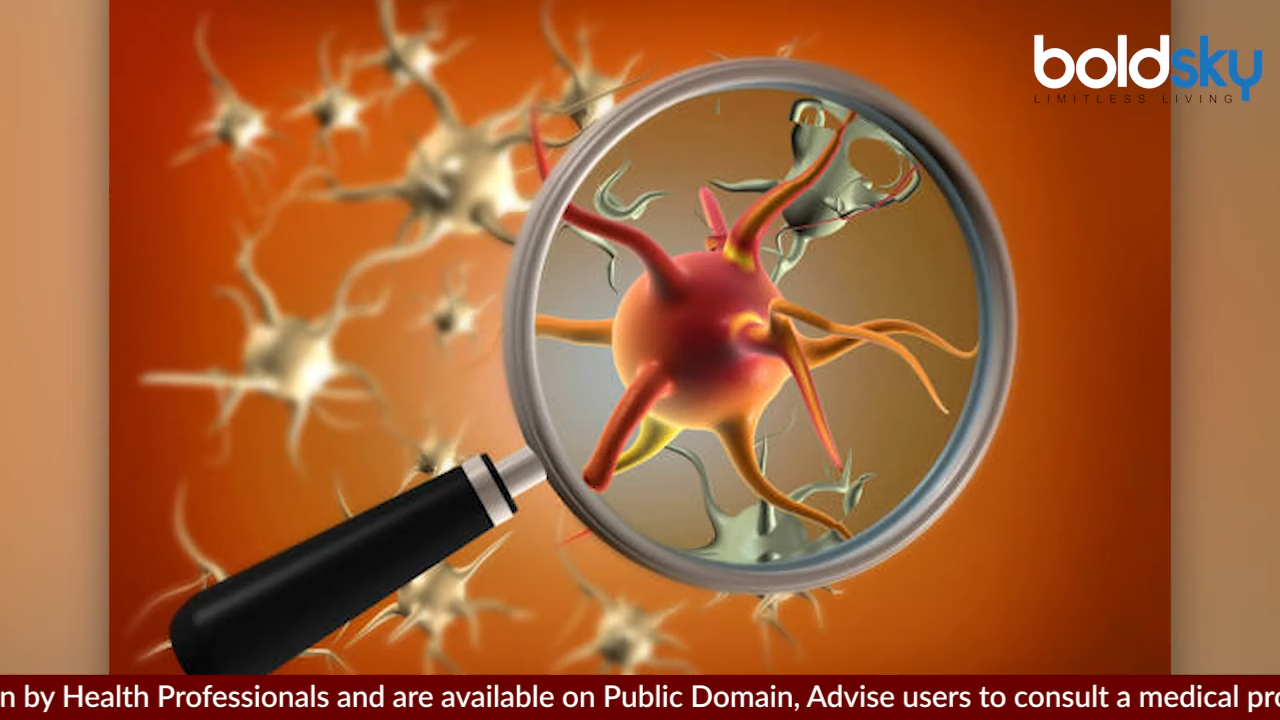 boldsky
LIMITLESS LIVING
n by Health Professionals and are available on Public Domain, Advise users to consult a medical pro